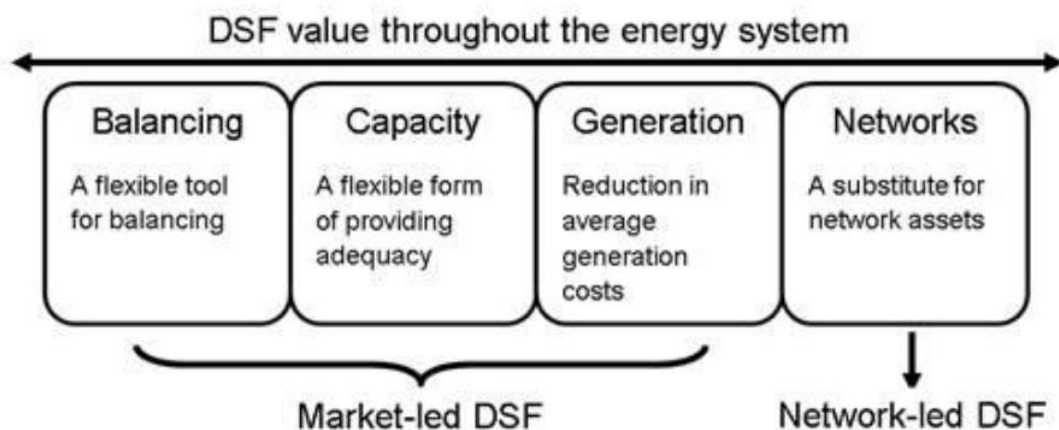 DSF value throughout the energy system
Balancing
A flexible tool
for balancing
Capacity
A flexible form
of providing
adequacy
Generation
Reduction in
average
generation
costs
Networks
A substitute for
network assets
Market-led DSF
Network-led DSF